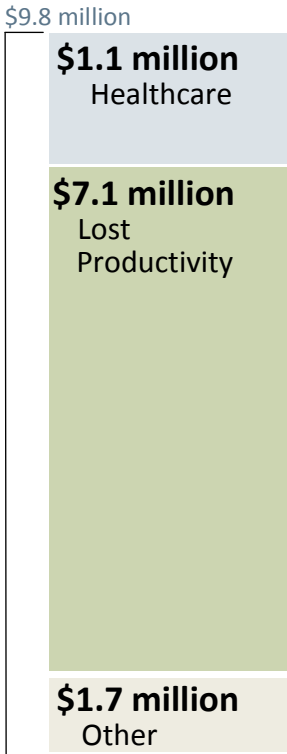 $9.8 million
$1.1 million
Healthcare
$7.1 million
Lost
Productivity
$1.7 million
Other